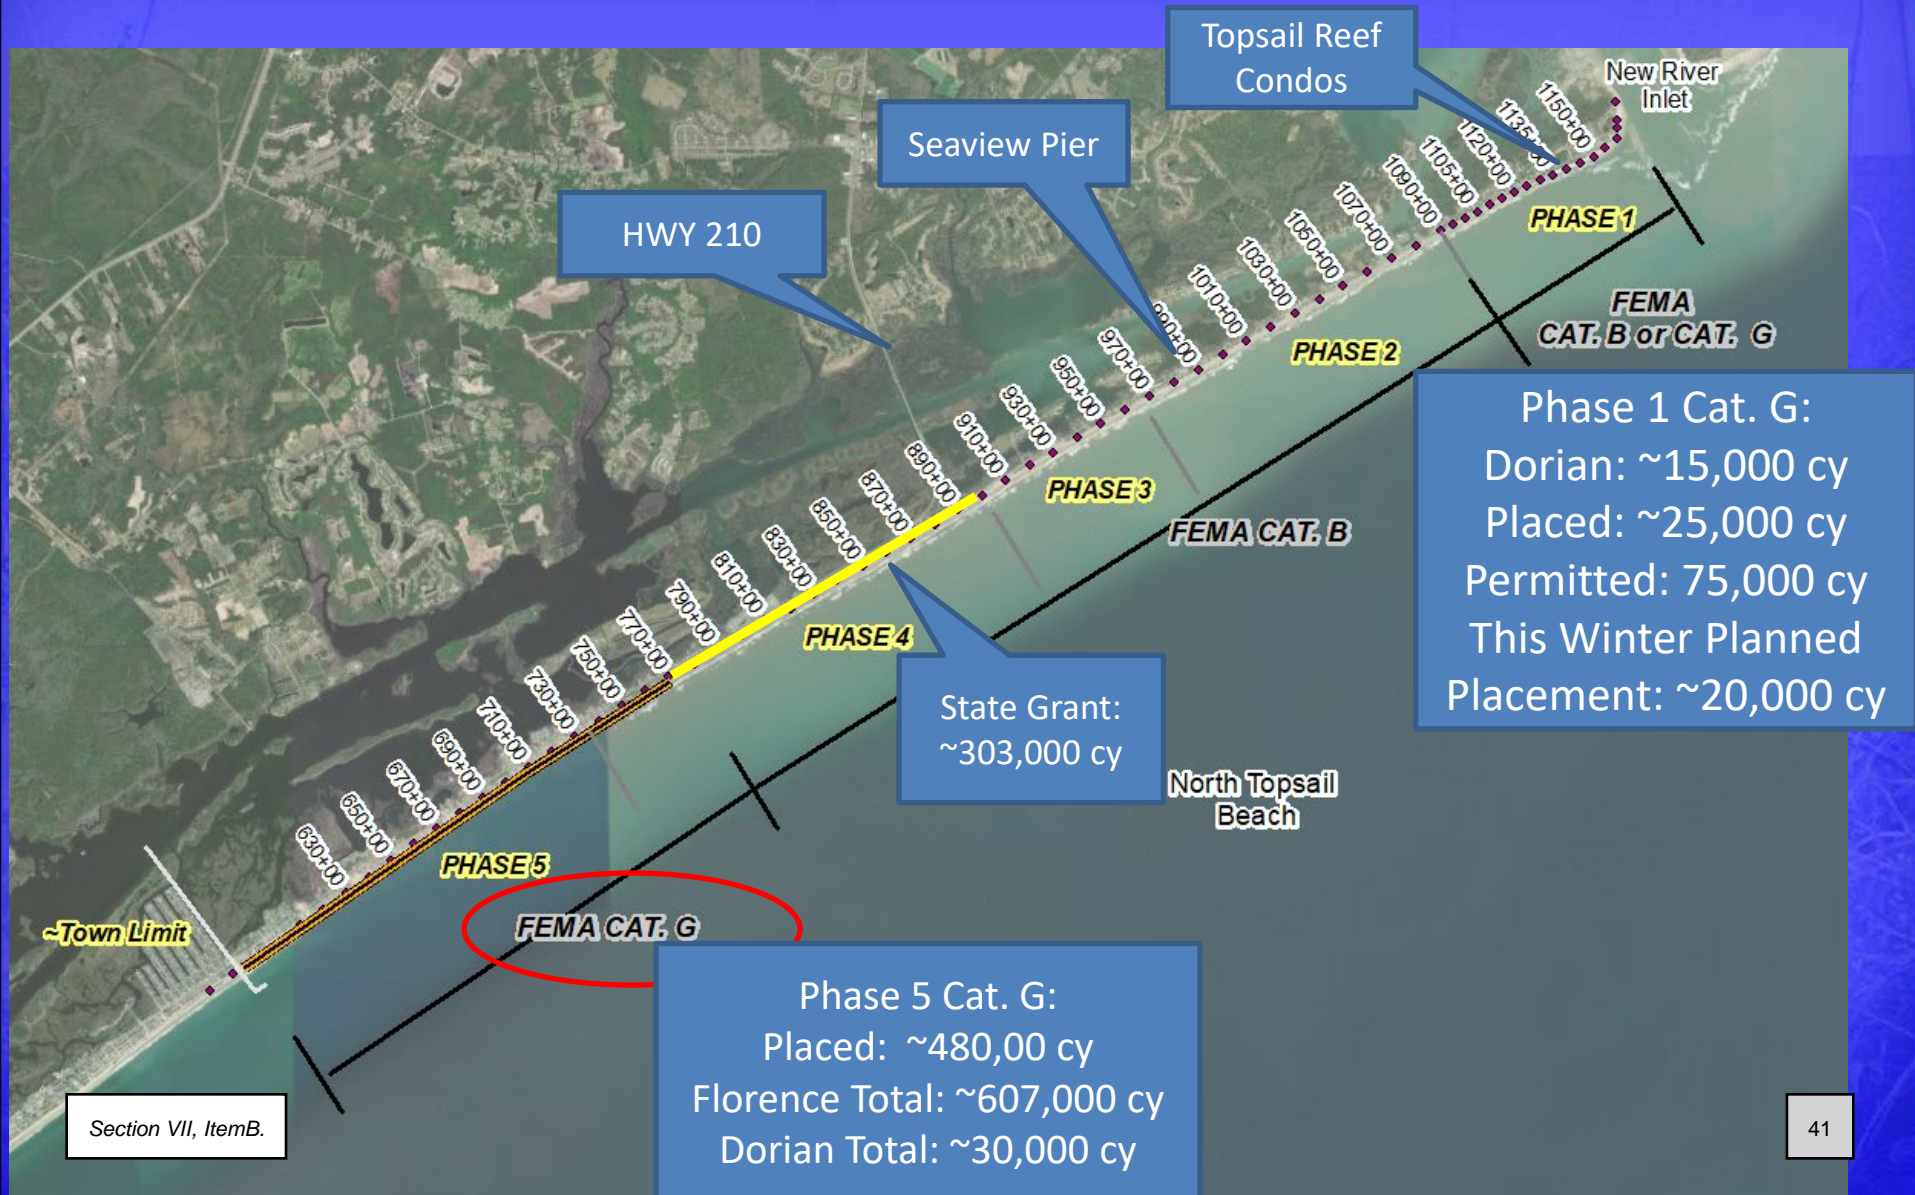 Topsail Reef
Condos
New River
Inlet
Seaview Pier
HWY 210
1150+00
1135+00
1120+00
1105+00
1090+00
1070+00
1050+00
1030+00
1010+00
990+00
970+00
950+00
930+00
910+00
890+00
870+00
850+00
830+00
810+00
790+00
770+00
750+00
730+00
710+00
690+00
670+00
650+00
630+00
PHASE 1
FEMA
CAT. B or CAT. G
PHASE 2
Phase 1 Cat. G:
Dorian: ~15,000 cy
Placed: ~25,000 cy
Permitted: 75,000 cy
This Winter Planned
Placement: ~20,000 cy
PHASE 3
FEMA CAT. B
PHASE 4
State Grant:
~303,000 cy
North Topsail
Beach
PHASE 5
~Town Limit
FEMA CAT. G
Phase 5 Cat. G:
Placed: ~480,00 cy
Florence Total: ~607,000 cy
Dorian Total: ~30,000 cy
Section VII, ItemB.
41